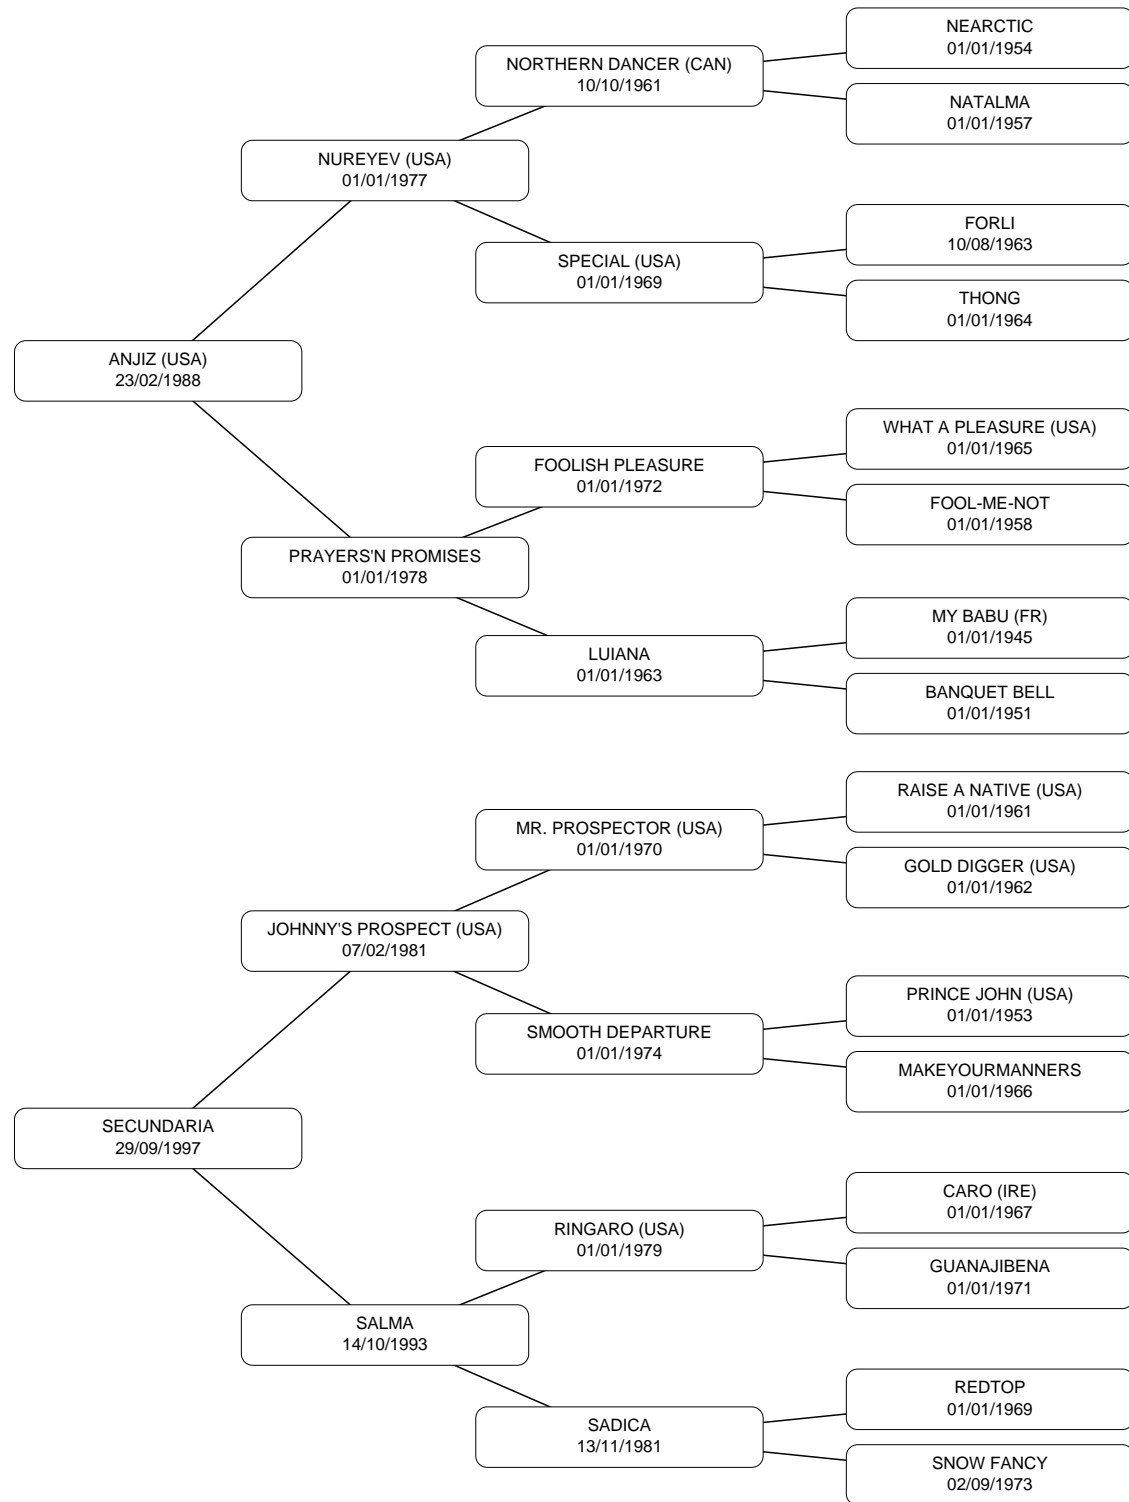 NEARCTIC
01/01/1954
NORTHERN DANCER (CAN)
10/10/1961
NATALMA
01/01/1957
NUREYEV (USA)
01/01/1977
FORLI
10/08/1963
SPECIAL (USA)
01/01/1969
THONG
01/01/1964
ANJIZ (USA)
23/02/1988
WHAT A PLEASURE (USA)
01/01/1965
FOOLISH PLEASURE
01/01/1972
FOOL-ME-NOT
01/01/1958
PRAYERS'N PROMISES
01/01/1978
MY BABU (FR)
01/01/1945
LUIANA
01/01/1963
BANQUET BELL
01/01/1951
RAISE A NATIVE (USA)
01/01/1961
MR. PROSPECTOR (USA)
01/01/1970
GOLD DIGGER (USA)
01/01/1962
JOHNNY'S PROSPECT (USA)
07/02/1981
PRINCE JOHN (USA)
01/01/1953
SMOOTH DEPARTURE
01/01/1974
MAKEYOURMANNERS
01/01/1966
SECUNDARIA
29/09/1997
CARO (IRE)
01/01/1967
RINGARO (USA)
01/01/1979
GUANAJIBENA
01/01/1971
SALMA
14/10/1993
REDTOP
01/01/1969
SADICA
13/11/1981
SNOW FANCY
02/09/1973